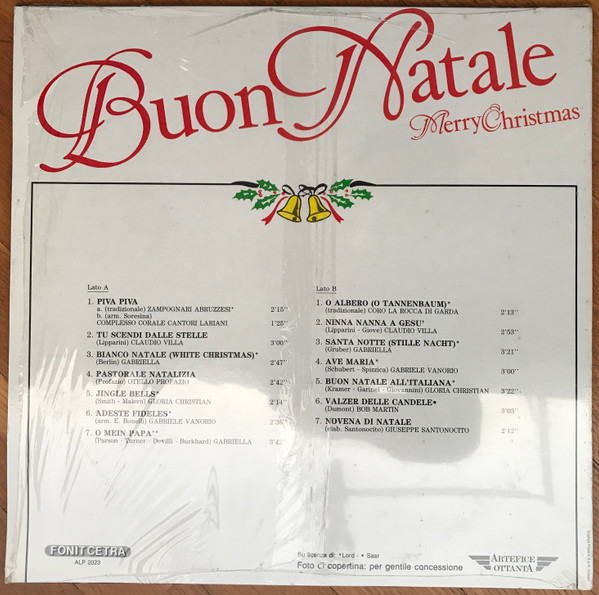 Buon Natale
Merry Christmas
Lato A
1. PIVA PIVA
a. (tradizionale) ZAMPOGNARI ABRUZZESI* 2'15"
b. (arm. Soresina)
COMPLESSO CORALE CANTORI LABIANI 1'25"
2. TU SCENDI DALLE STELLE
(Lipparini) CLAUDIO VILLA 3'00"
3. BIANCO NATALE (WHITE CHRISTMAS)*
(Berlin) GABRIELLA 2'47"
4. PASTORALE NATALIZIA
(Profazio) OTELLO PROFAZIO 2'42"
5. JINGLE BELLS*
(Smith - Malern) GLORIA CHRISTIAN 2'14"
6. ADESTE FIDELES*
(arm. E. Bonelli) GABRIELE VANORIO
7. O MEIN PAPA'*
(Parson - Turner - Devilli - Burkhard) GABRIELLA 3'42"
Lato B
1. O ALBERO (O TANNENBAUM)*
(tradizionale) CORO LA ROCCA DI GARDA 2'13"
2. NINNA NANNA A GESU'
(Lipparini - Giove) CLAUDIO VILLA 2'53"
3. SANTA NOTTE (STILLE NACHT)*
(Gruber) GABRIELLA 3'21"
4. AVE MARIA*
(Schubert - Spinica) GABRIELE VANORIO 3'00"
5. BUON NATALE ALL'ITALIANA*
(Kramer - Garinei - Giovannini) GLORIA CHRISTIAN 3'22"
6. VALZER DELLE CANDELE•
(Dumont) BOB MARTIN 3'05"
7. NOVENA DI NATALE
(elab. Santonocito) GIUSEPPE SANTONOCITO 2'12"
FONIT CETRA
ALP 2023
Su licenza di: *Lord - • Saar
Foto di copertina: per gentile concessione
ARTEFICE
OTTANTA